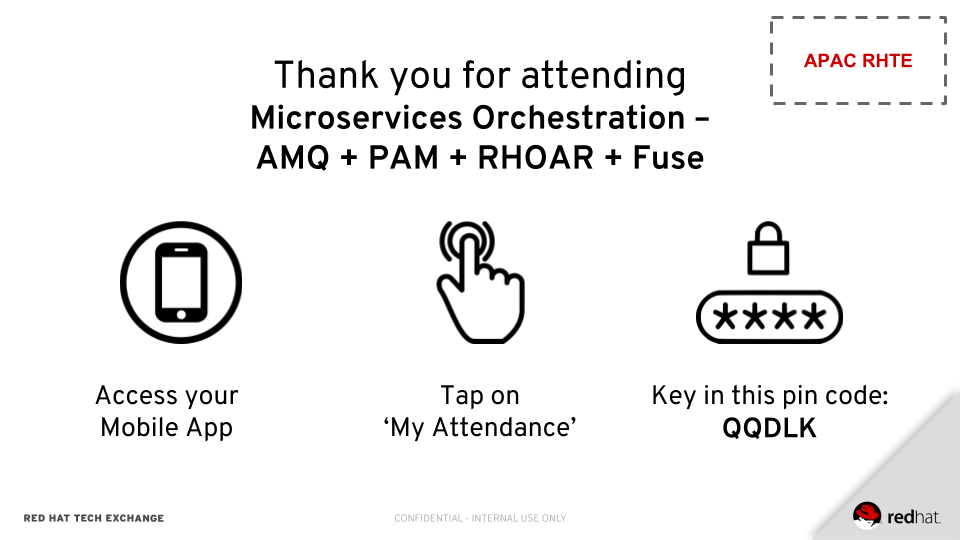 APAC RHTE
Thank you for attending
Microservices Orchestration –
AMQ + PAM + RHOAR + Fuse
****
Access your
Mobile App
Tap on
‘My Attendance’
Key in this pin code:
QQDLK
RED HAT TECH EXCHANGE
CONFIDENTIAL - INTERNAL USE ONLY
redhat.